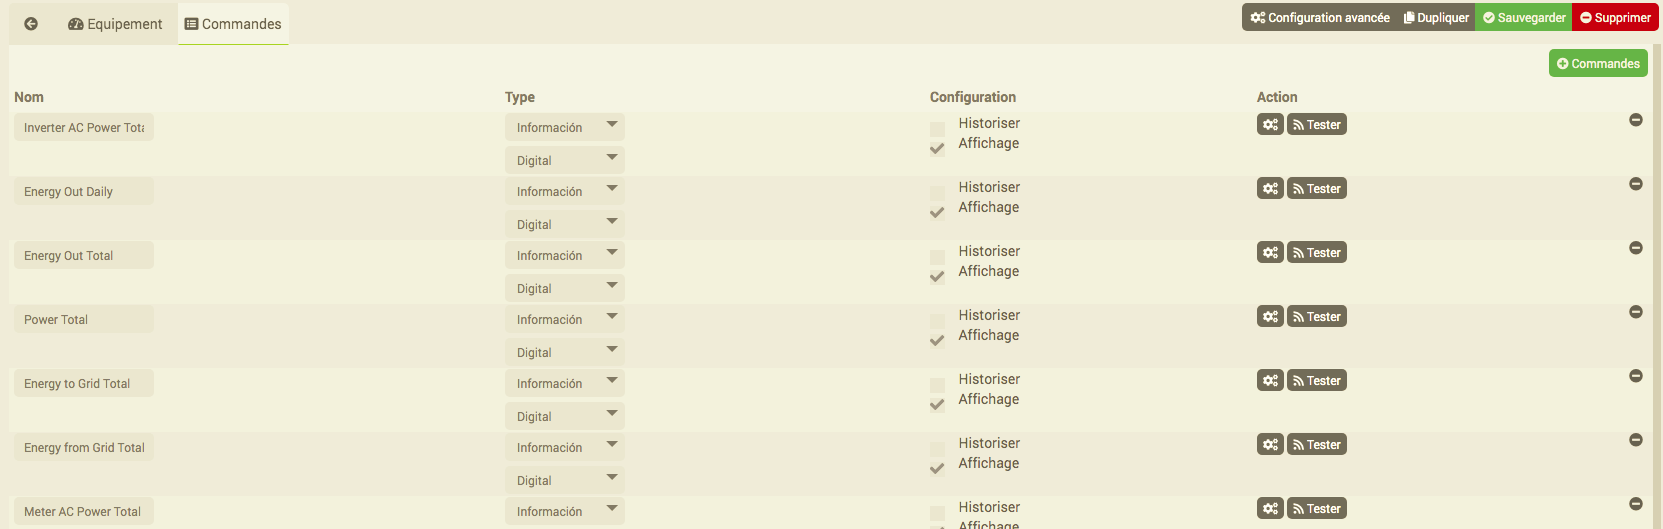 Equipement Commandes Configuration avancée Dupliquer Sauvegarder Supprimer
Commandes
Nom Type Configuration Action
Inverter AC Power Tota Información Historiser Tester
Affichage
Digital
Energy Out Daily Información Historiser Tester
Affichage
Digital
Energy Out Total Información Historiser Tester
Affichage
Digital
Power Total Información Historiser Tester
Affichage
Digital
Energy to Grid Total Información Historiser Tester
Affichage
Digital
Energy from Grid Total Información Historiser Tester
Affichage
Digital
Meter AC Power Total Información Historiser Tester
Affichage